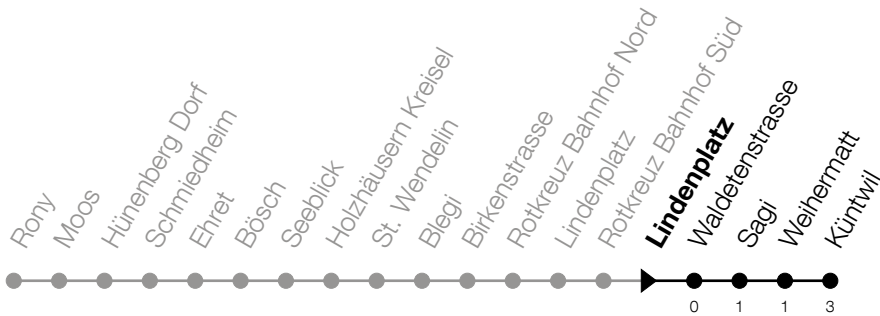 Rony
Moos
Hünenberg Dorf
Schmiedheim
Ehret
Bösch
Seeblick
Holzhäusern Kreisel
St. Wendelin
Blegi
Birkenstrasse
Rotkreuz Bahnhof Nord
Lindenplatz
Rotkreuz Bahnhof Süd
Lindenplatz
Waldetenstrasse
Sagi
Weihermatt
Küntwil
0 1 1 3